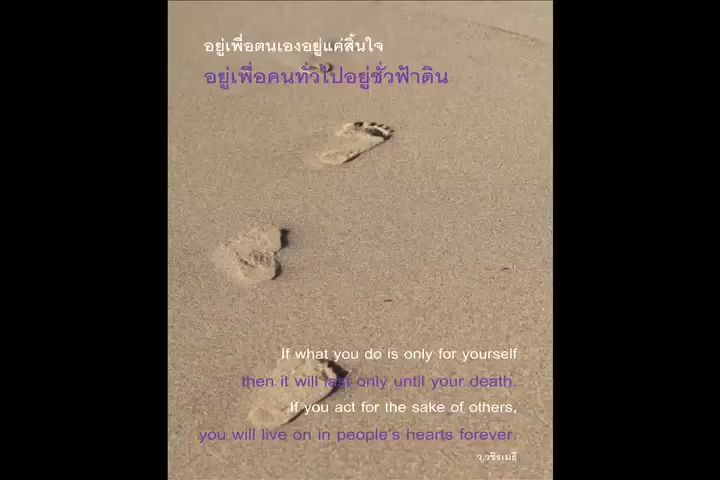 อยู่เพื่อตนเองอยู่แค่สิ้นใจ
อยู่เพื่อคนทั่วไปอยู่ชั่วฟ้าดิน
If what you do is only for yourself
then it will last only until your death.
If you act for the sake of others,
you will live on in people's hearts forever.
ว.วชิรเมธี